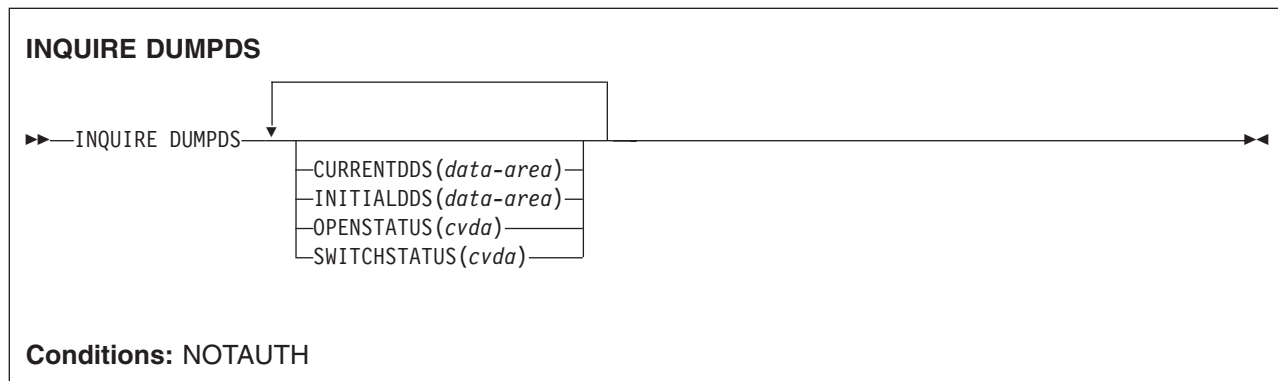 INQUIRE DUMPDS
INQUIRE DUMPDS
CURRENTDDS(data-area)
INITIALDDS(data-area)
OPENSTATUS(cvda)
SWITCHSTATUS(cvda)
Conditions: NOTAUTH